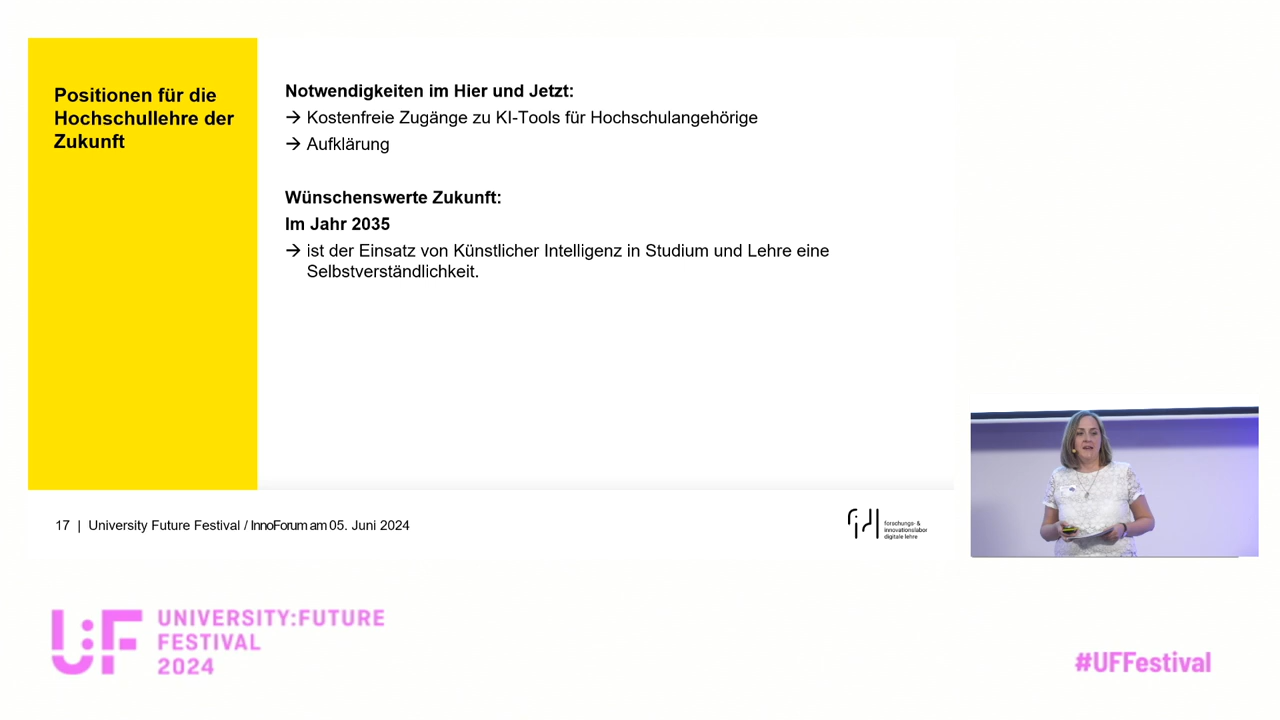 Positionen für die
Hochschullehre der
Zukunft
Notwendigkeiten im Hier und Jetzt:
→ Kostenfreie Zugänge zu KI-Tools für Hochschulangehörige
→ Aufklärung
Wünschenswerte Zukunft:
Im Jahr 2035
→ ist der Einsatz von Künstlicher Intelligenz in Studium und Lehre eine
Selbstverständlichkeit.
17 | University Future Festival / InnoForum am 05. Juni 2024
fidl
forschungs- &
innovationslabor
digitale lehre
U:F
UNIVERSITY:FUTURE
FESTIVAL
2024
#UFFestival